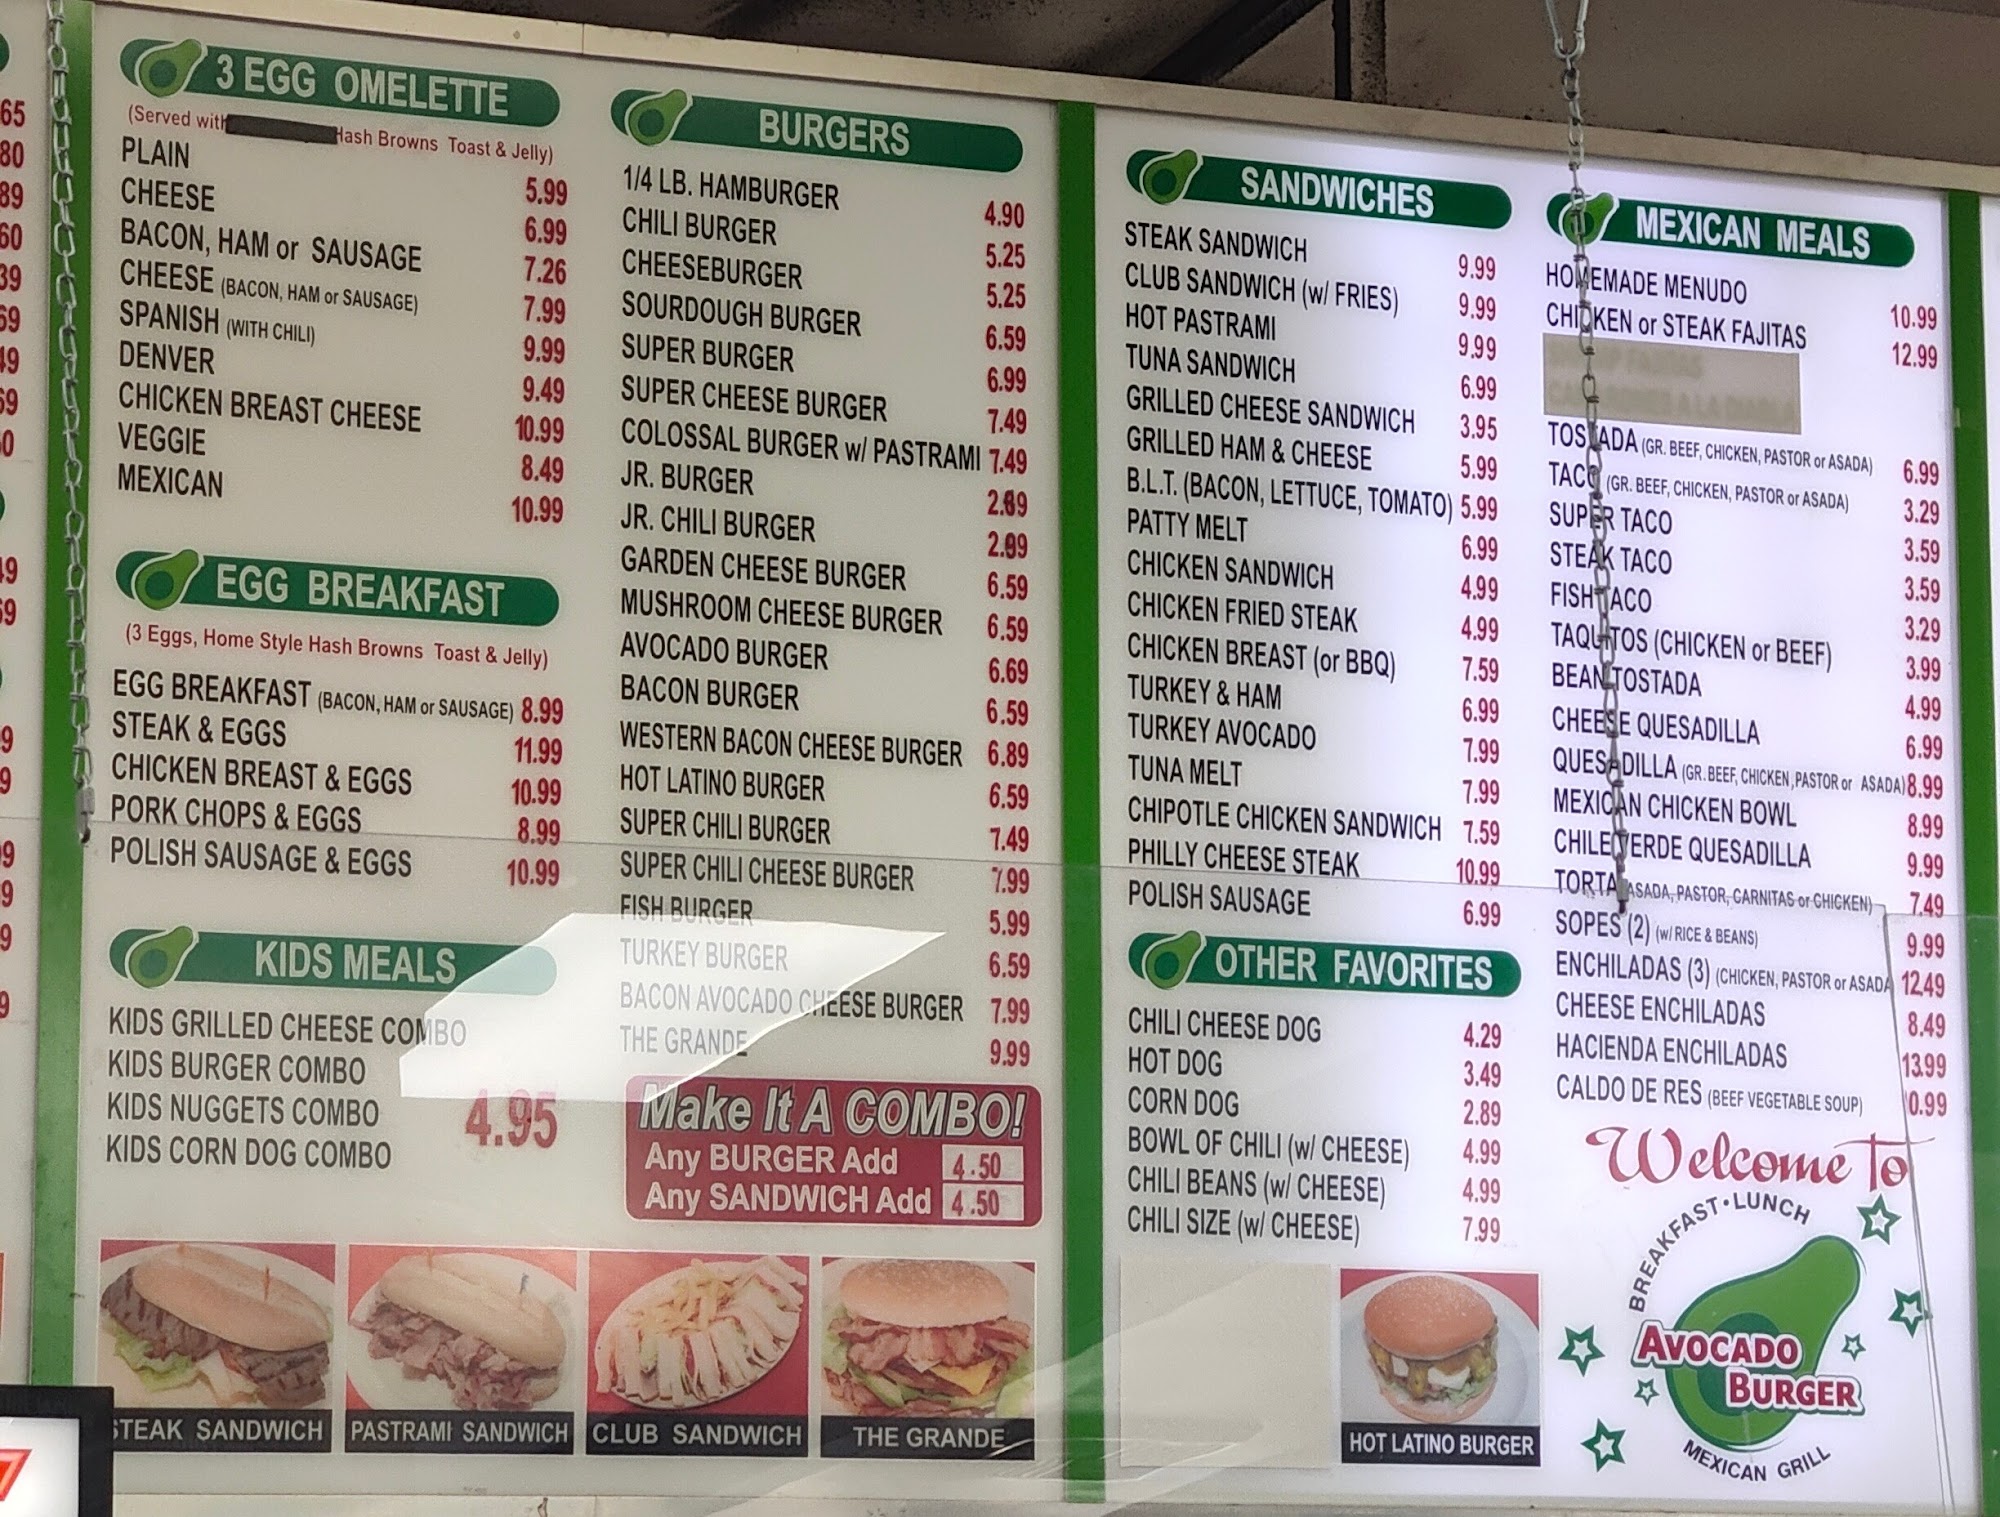 3 EGG OMELETTE
(Served with Hash Browns Toast & Jelly)
PLAIN 5.99
CHEESE 6.99
BACON, HAM or SAUSAGE 7.26
CHEESE (BACON, HAM or SAUSAGE) 7.99
SPANISH (WITH CHILI) 9.99
DENVER 9.49
CHICKEN BREAST CHEESE 10.99
VEGGIE 8.49
MEXICAN 10.99
EGG BREAKFAST
(3 Eggs, Home Style Hash Browns Toast & Jelly)
EGG BREAKFAST (BACON, HAM or SAUSAGE) 8.99
STEAK & EGGS 11.99
CHICKEN BREAST & EGGS 10.99
PORK CHOPS & EGGS 8.99
POLISH SAUSAGE & EGGS 10.99
KIDS MEALS
KIDS GRILLED CHEESE COMBO
KIDS BURGER COMBO
KIDS NUGGETS COMBO 4.95
KIDS CORN DOG COMBO
BURGERS
1/4 LB. HAMBURGER 4.90
CHILI BURGER 5.25
CHEESEBURGER 5.25
SOURDOUGH BURGER 6.59
SUPER BURGER 6.99
SUPER CHEESE BURGER 7.49
COLOSSAL BURGER w/ PASTRAMI 7.49
JR. BURGER
JR. CHILI BURGER
GARDEN CHEESE BURGER 6.59
MUSHROOM CHEESE BURGER 6.59
AVOCADO BURGER 6.69
BACON BURGER 6.59
WESTERN BACON CHEESE BURGER 6.89
HOT LATINO BURGER 6.59
SUPER CHILI BURGER 7.49
SUPER CHILI CHEESE BURGER 7.99
FISH BURGER 5.99
TURKEY BURGER 6.59
BACON AVOCADO CHEESE BURGER 7.99
THE GRANDE 9.99
Make It A COMBO!
Any BURGER Add 4.50
Any SANDWICH Add 4.50
STEAK SANDWICH
PASTRAMI SANDWICH
CLUB SANDWICH
THE GRANDE
SANDWICHES
STEAK SANDWICH 9.99
CLUB SANDWICH (w/ FRIES) 9.99
HOT PASTRAMI 9.99
TUNA SANDWICH 6.99
GRILLED CHEESE SANDWICH 3.95
GRILLED HAM & CHEESE 5.99
B.L.T. (BACON, LETTUCE, TOMATO) 5.99
PATTY MELT 6.99
CHICKEN SANDWICH 4.99
CHICKEN FRIED STEAK 4.99
CHICKEN BREAST (or BBQ) 7.59
TURKEY & HAM 6.99
TURKEY AVOCADO 7.99
TUNA MELT 7.99
CHIPOTLE CHICKEN SANDWICH 7.59
PHILLY CHEESE STEAK 10.99
POLISH SAUSAGE 6.99
OTHER FAVORITES
CHILI CHEESE DOG 4.29
HOT DOG 3.49
CORN DOG 2.89
BOWL OF CHILI (w/ CHEESE) 4.99
CHILI BEANS (w/ CHEESE) 4.99
CHILI SIZE (w/ CHEESE) 7.99
HOT LATINO BURGER
MEXICAN MEALS
HOMEMADE MENUDO 10.99
CHICKEN or STEAK FAJITAS 12.99
TOSTADA (GR. BEEF, CHICKEN, PASTOR or ASADA) 6.99
TACO (GR. BEEF, CHICKEN, PASTOR or ASADA) 3.29
SUPER TACO 3.59
STEAK TACO 3.59
FISH TACO 3.29
TAQUITOS (CHICKEN or BEEF) 3.99
BEAN TOSTADA 4.99
CHEESE QUESADILLA 6.99
QUESADILLA (GR. BEEF, CHICKEN, PASTOR or ASADA) 8.99
MEXICAN CHICKEN BOWL 8.99
CHILE VERDE QUESADILLA 9.99
TORTA (ASADA, PASTOR, CARNITAS or CHICKEN) 7.49
SOPES (2) (w/ RICE & BEANS) 9.99
ENCHILADAS (3) (CHICKEN, PASTOR or ASADA 12.49
CHEESE ENCHILADAS 8.49
HACIENDA ENCHILADAS 13.99
CALDO DE RES (BEEF VEGETABLE SOUP) 10.99
Welcome To
BREAKFAST • LUNCH
AVOCADO
BURGER
MEXICAN GRILL